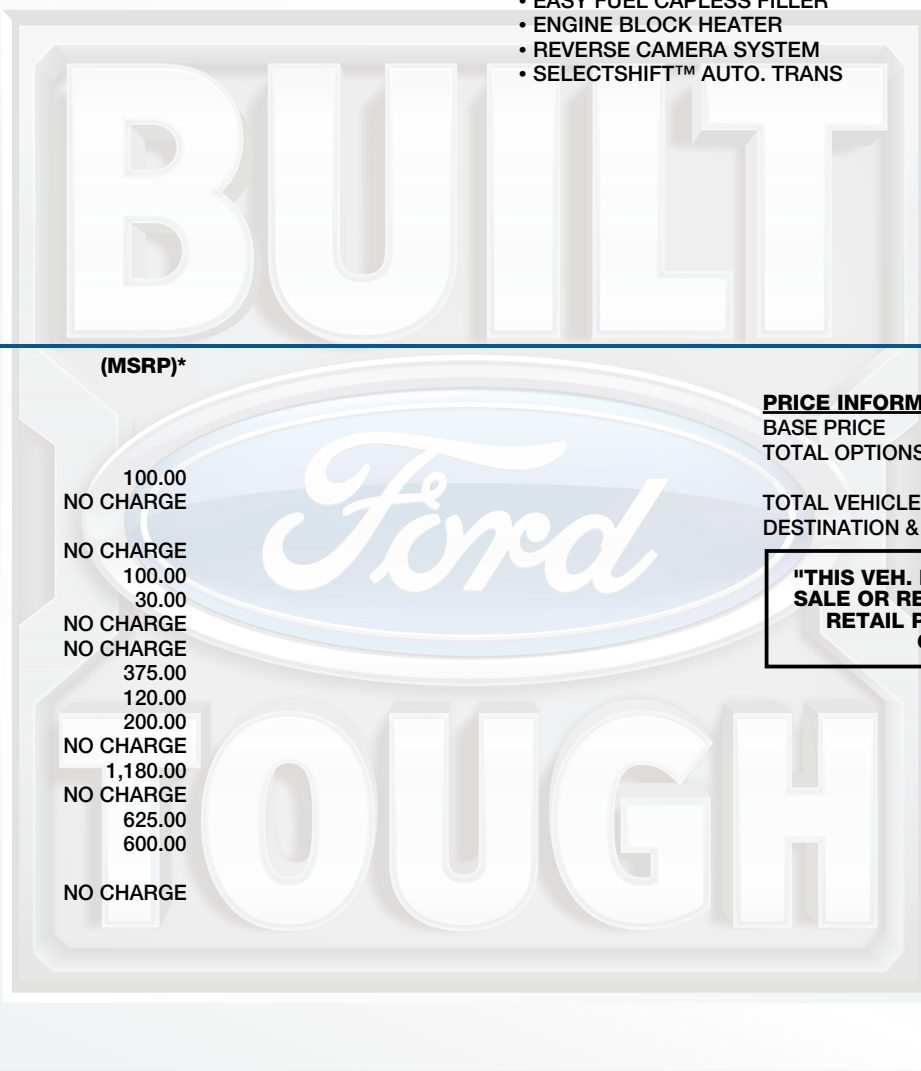 • EASY FUEL CAPLESS FILLER
• ENGINE BLOCK HEATER
• REVERSE CAMERA SYSTEM
• SELECTSHIFT™ AUTO. TRANS
BUILT
(MSRP)*
100.00
NO CHARGE
NO CHARGE
100.00
30.00
NO CHARGE
NO CHARGE
375.00
120.00
200.00
NO CHARGE
1,180.00
NO CHARGE
625.00
600.00
NO CHARGE
Ford
PRICE INFORM
BASE PRICE
TOTAL OPTIONS
TOTAL VEHICLE
DESTINATION &
"THIS VEH.
SALE OR RE
RETAIL P
TOUGH